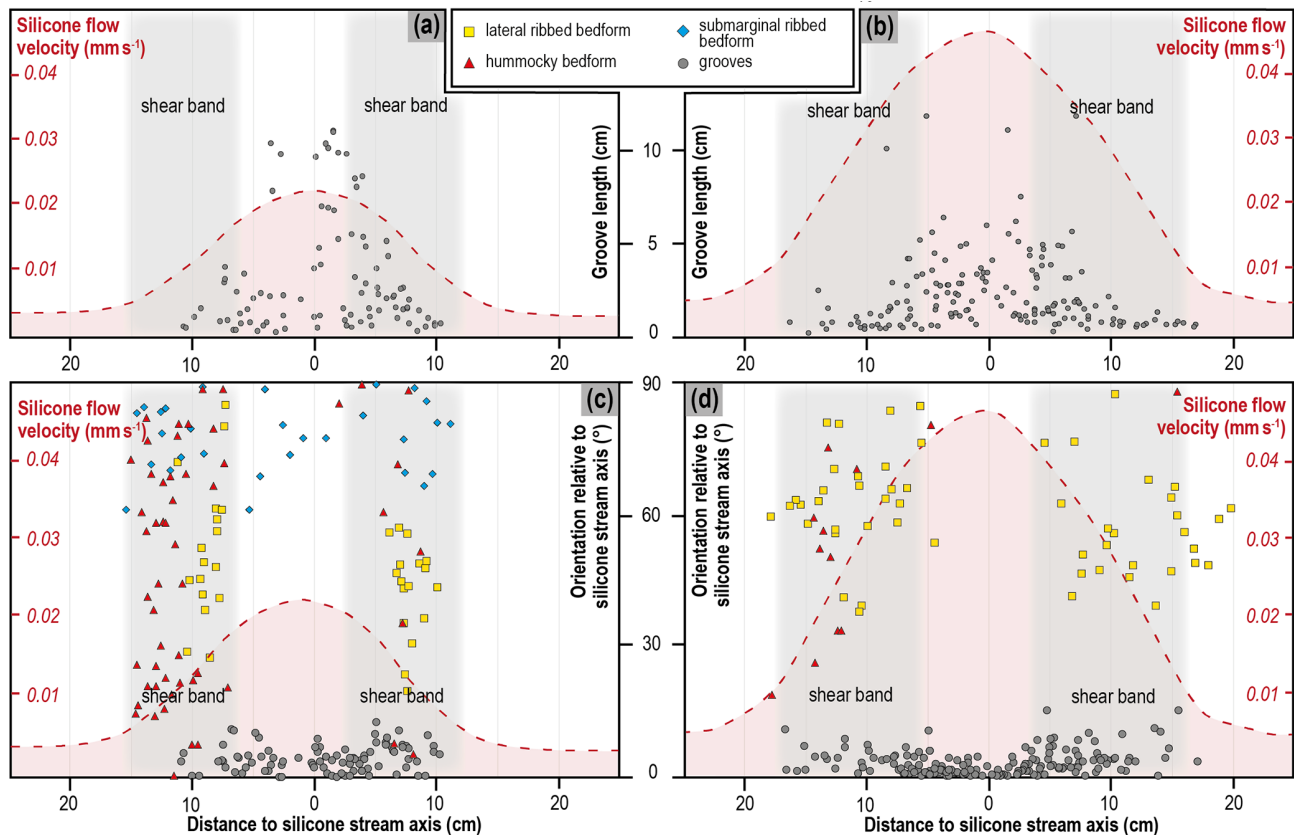 Silicone flow
velocity (mm s-1)
(a)
lateral ribbed bedform
hummocky bedform
submarginal ribbed
bedform
grooves
(b)
Silicone flow
velocity (mm s-1)
0.04
0.03
0.02
0.01
shear band
shear band
Groove length (cm)
10
5
0
Groove length (cm)
shear band
shear band
0.04
0.03
0.02
0.01
20
10
0
10
20
20
10
0
10
20
Silicone flow
velocity (mm s-1)
(c)
0.04
0.03
0.02
0.01
shear band
shear band
Orientation relative to
silicone stream axis (°)
90
60
30
0
Orientation relative to
silicone stream axis (°)
(d)
Silicone flow
velocity (mm s-1)
0.04
0.03
0.02
0.01
shear band
shear band
20
10
0
10
20
Distance to silicone stream axis (cm)
20
10
0
10
20
Distance to silicone stream axis (cm)